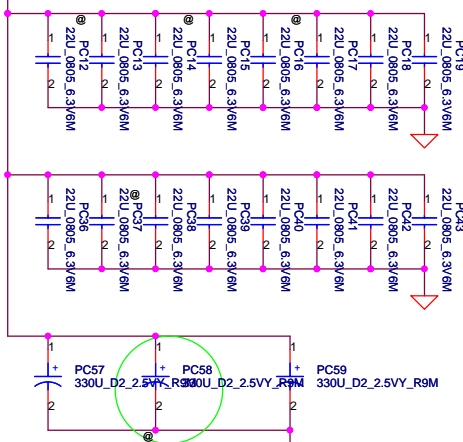 @ @ @
1 1 1 1 1 1 1 1
PC12
22U_0805_6.3V6M
PC13
22U_0805_6.3V6M
PC14
22U_0805_6.3V6M
PC15
22U_0805_6.3V6M
PC16
22U_0805_6.3V6M
PC17
22U_0805_6.3V6M
PC18
22U_0805_6.3V6M
PC19
22U_0805_6.3V6M
2 2 2 2 2 2 2 2
@
1 1 1 1 1 1 1 1
PC36
22U_0805_6.3V6M
PC37
22U_0805_6.3V6M
PC38
22U_0805_6.3V6M
PC39
22U_0805_6.3V6M
PC40
22U_0805_6.3V6M
PC41
22U_0805_6.3V6M
PC42
22U_0805_6.3V6M
PC43
22U_0805_6.3V6M
2 2 2 2 2 2 2 2
1 1 1
+ + +
PC57
330U_D2_2.5VY_R9M
PC58
330U_D2_2.5VY_R9M
PC59
330U_D2_2.5VY_R9M
2 2 2
@